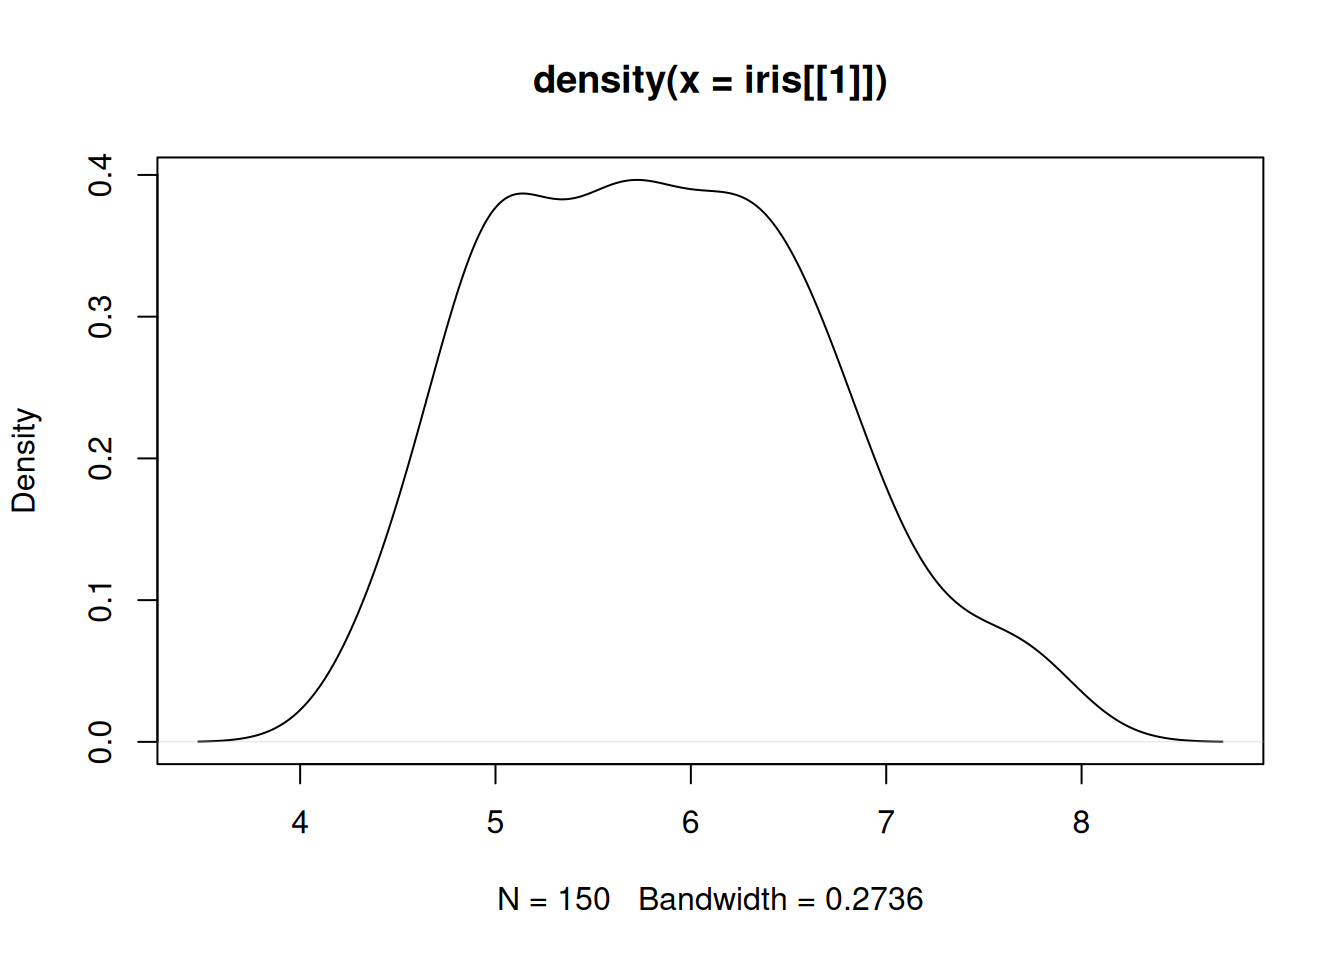 density(x = iris[[1]])
Density
0.4
0.3
0.2
0.1
0.0
4 5 6 7 8
N = 150 Bandwidth = 0.2736